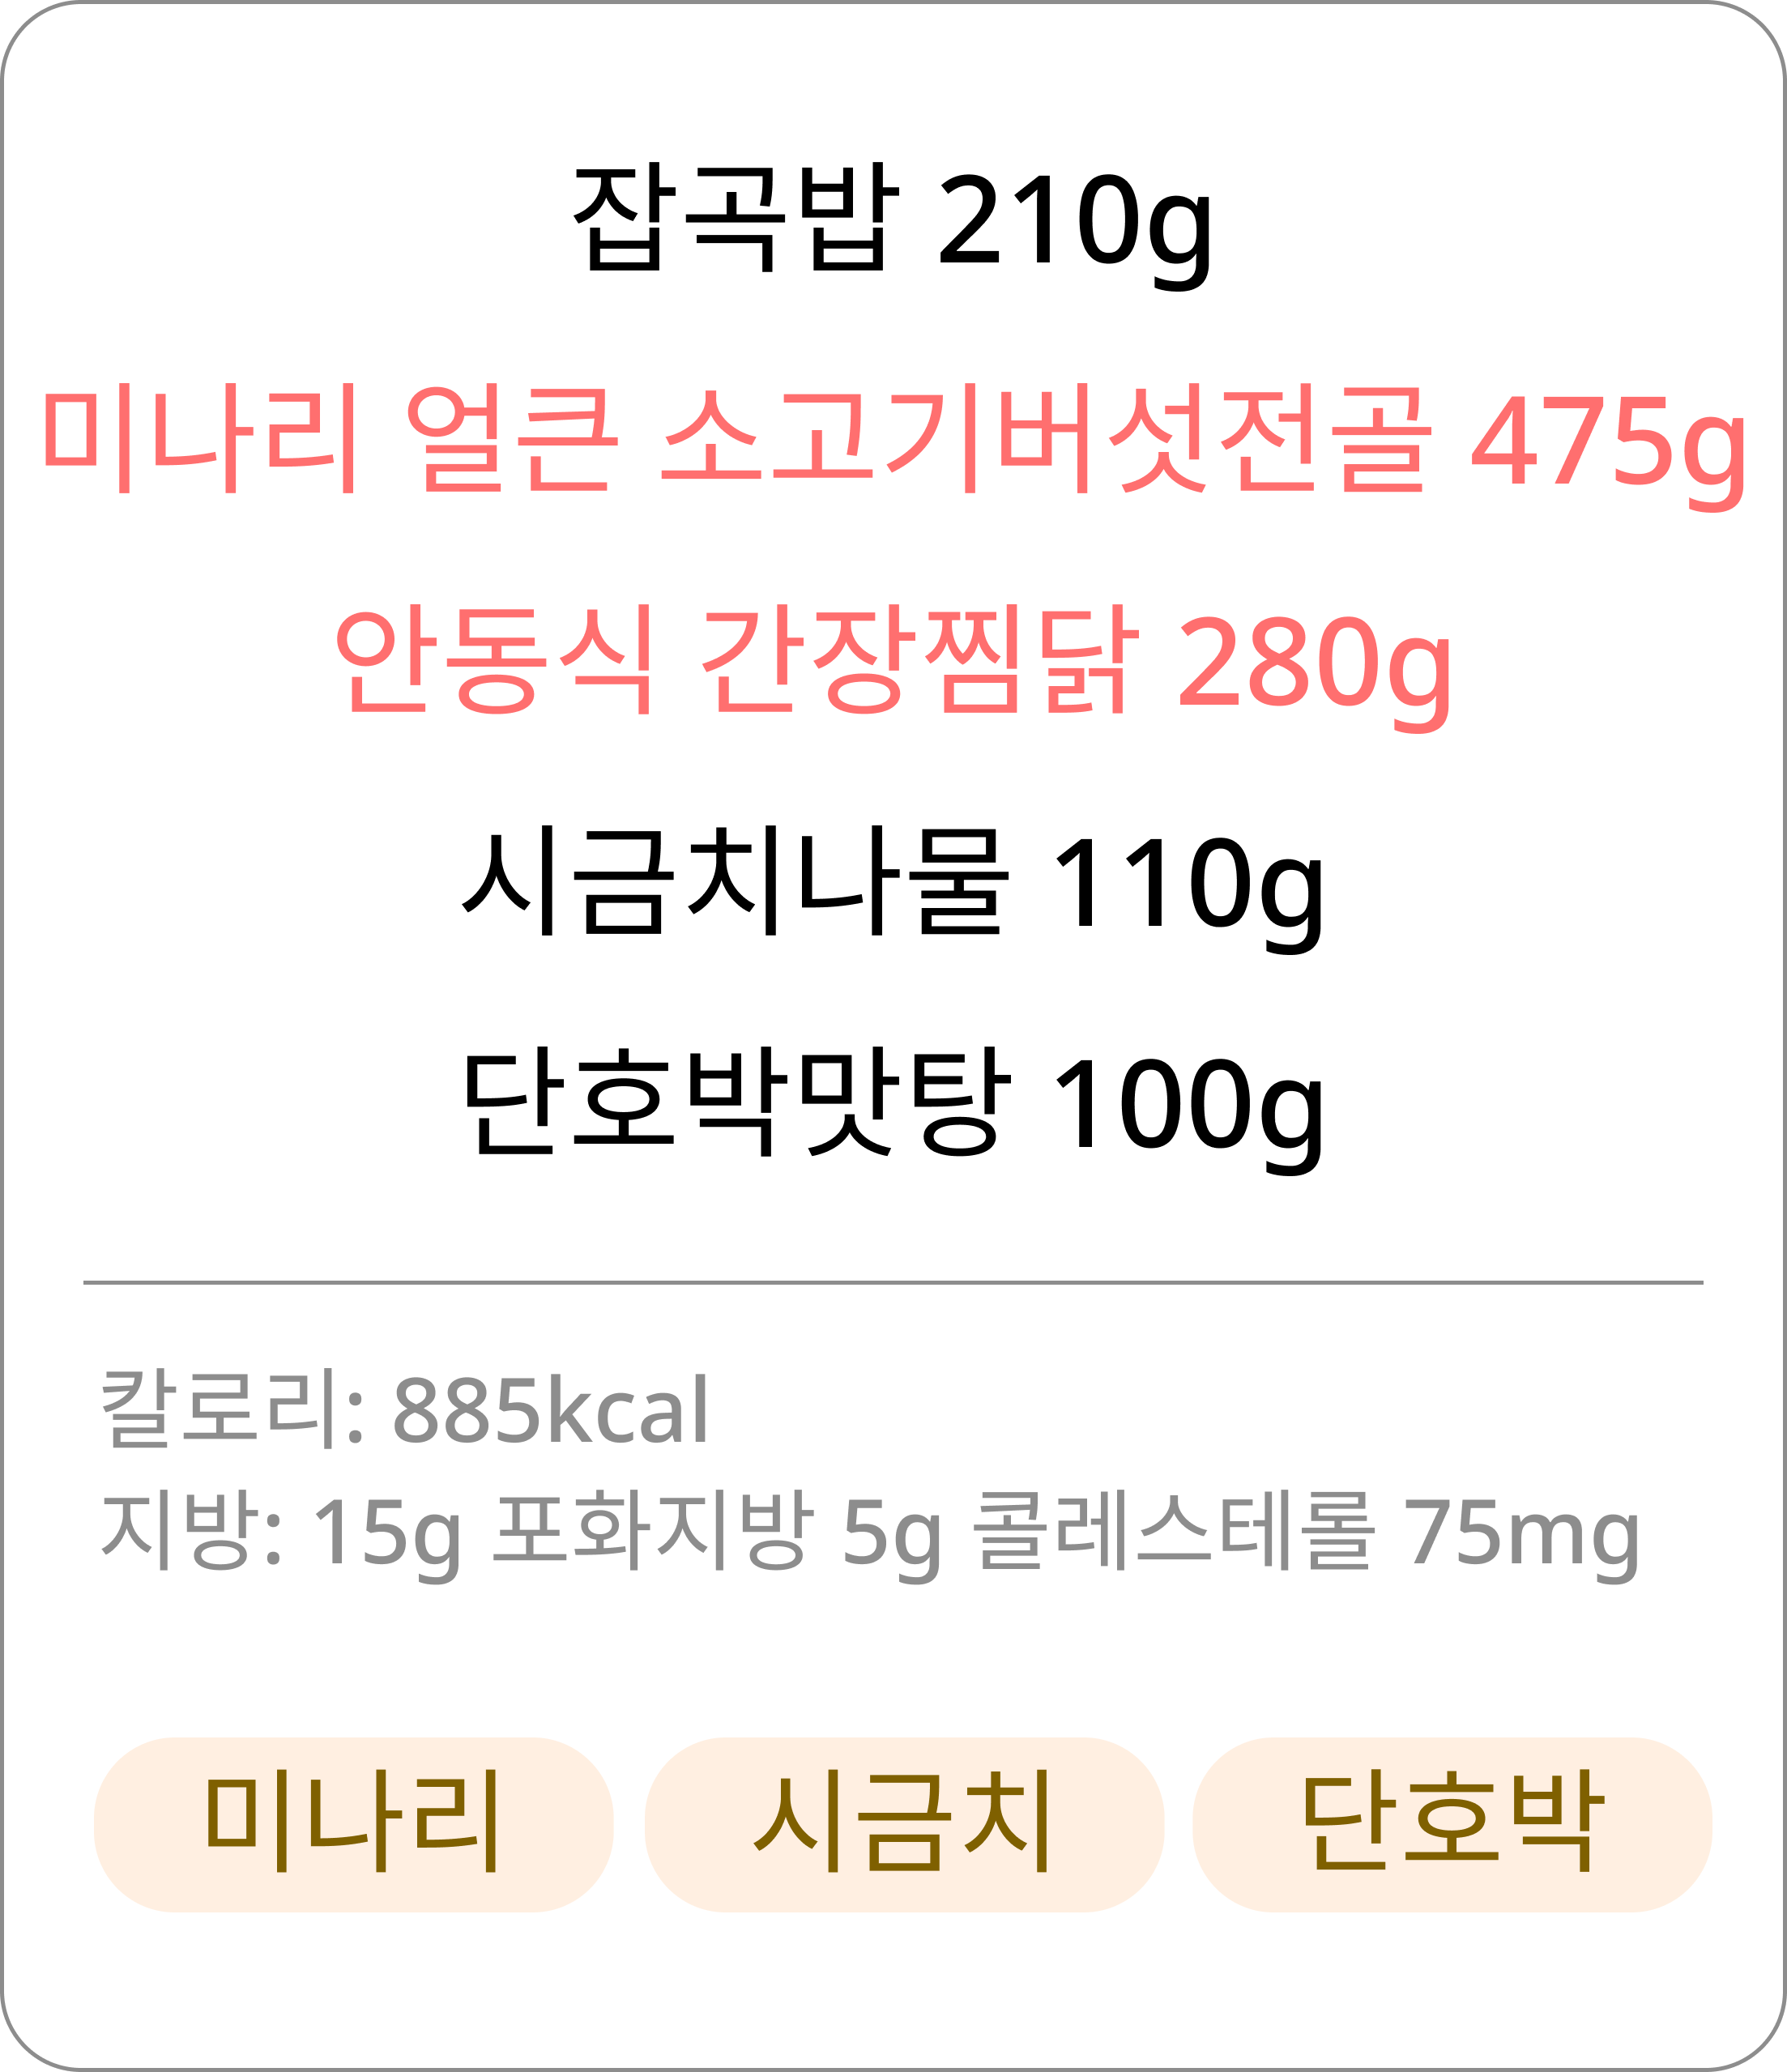 잡곡밥 210g
미나리 얼큰 소고기버섯전골 475g
안동식 간장찜닭 280g
시금치나물 110g
단호박맛탕 100g
칼로리: 885kcal
지방: 15g 포화지방 5g 콜레스테롤 75mg
미나리 시금치 단호박